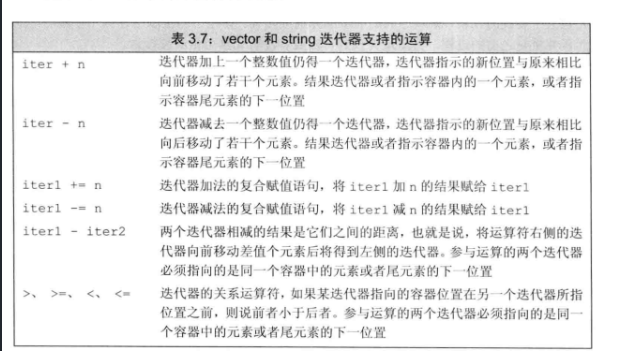 表 3.7：vector 和 string 迭代器支持的运算
iter + n 迭代器加上一个整数值仍得一个迭代器，迭代器指示的新位置与原来相比
向前移动了若干个元素。结果迭代器或者指示容器内的一个元素，或者指
示容器尾元素的下一位置
iter - n 迭代器减去一个整数值仍得一个迭代器，迭代器指示的新位置与原来相比
向后移动了若干个元素。结果迭代器或者指示容器内的一个元素，或者指
示容器尾元素的下一位置
iter1 += n 迭代器加法的复合赋值语句，将 iter1 加 n 的结果赋给 iter1
iter1 -= n 迭代器减法的复合赋值语句，将 iter1 减 n 的结果赋给 iter1
iter1 - iter2 两个迭代器相减的结果是它们之间的距离，也就是说，将运算符右侧的迭
代器向前移动差值个元素后将得到左侧的迭代器。参与运算的两个迭代器
必须指向的是同一个容器中的元素或者尾元素的下一位置
>、 >=、 <、 <= 迭代器的关系运算符，如果某迭代器指向的容器位置在另一个迭代器所指
位置之前，则说前者小于后者。参与运算的两个迭代器必须指向的是同一
个容器中的元素或者尾元素的下一位置